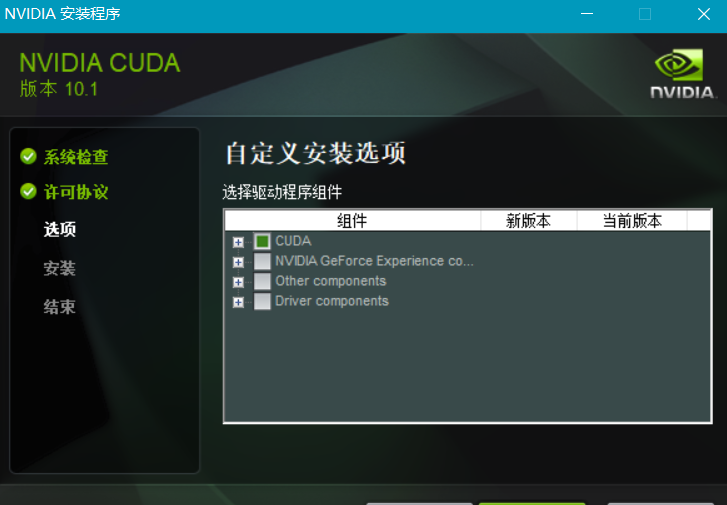 NVIDIA 安装程序
NVIDIA CUDA
版本 10.1
NVIDIA
系统检查
许可协议
选项
安装
结束
自定义安装选项
选择驱动程序组件
组件 新版本 当前版本
CUDA
NVIDIA GeForce Experience co...
Other components
Driver components